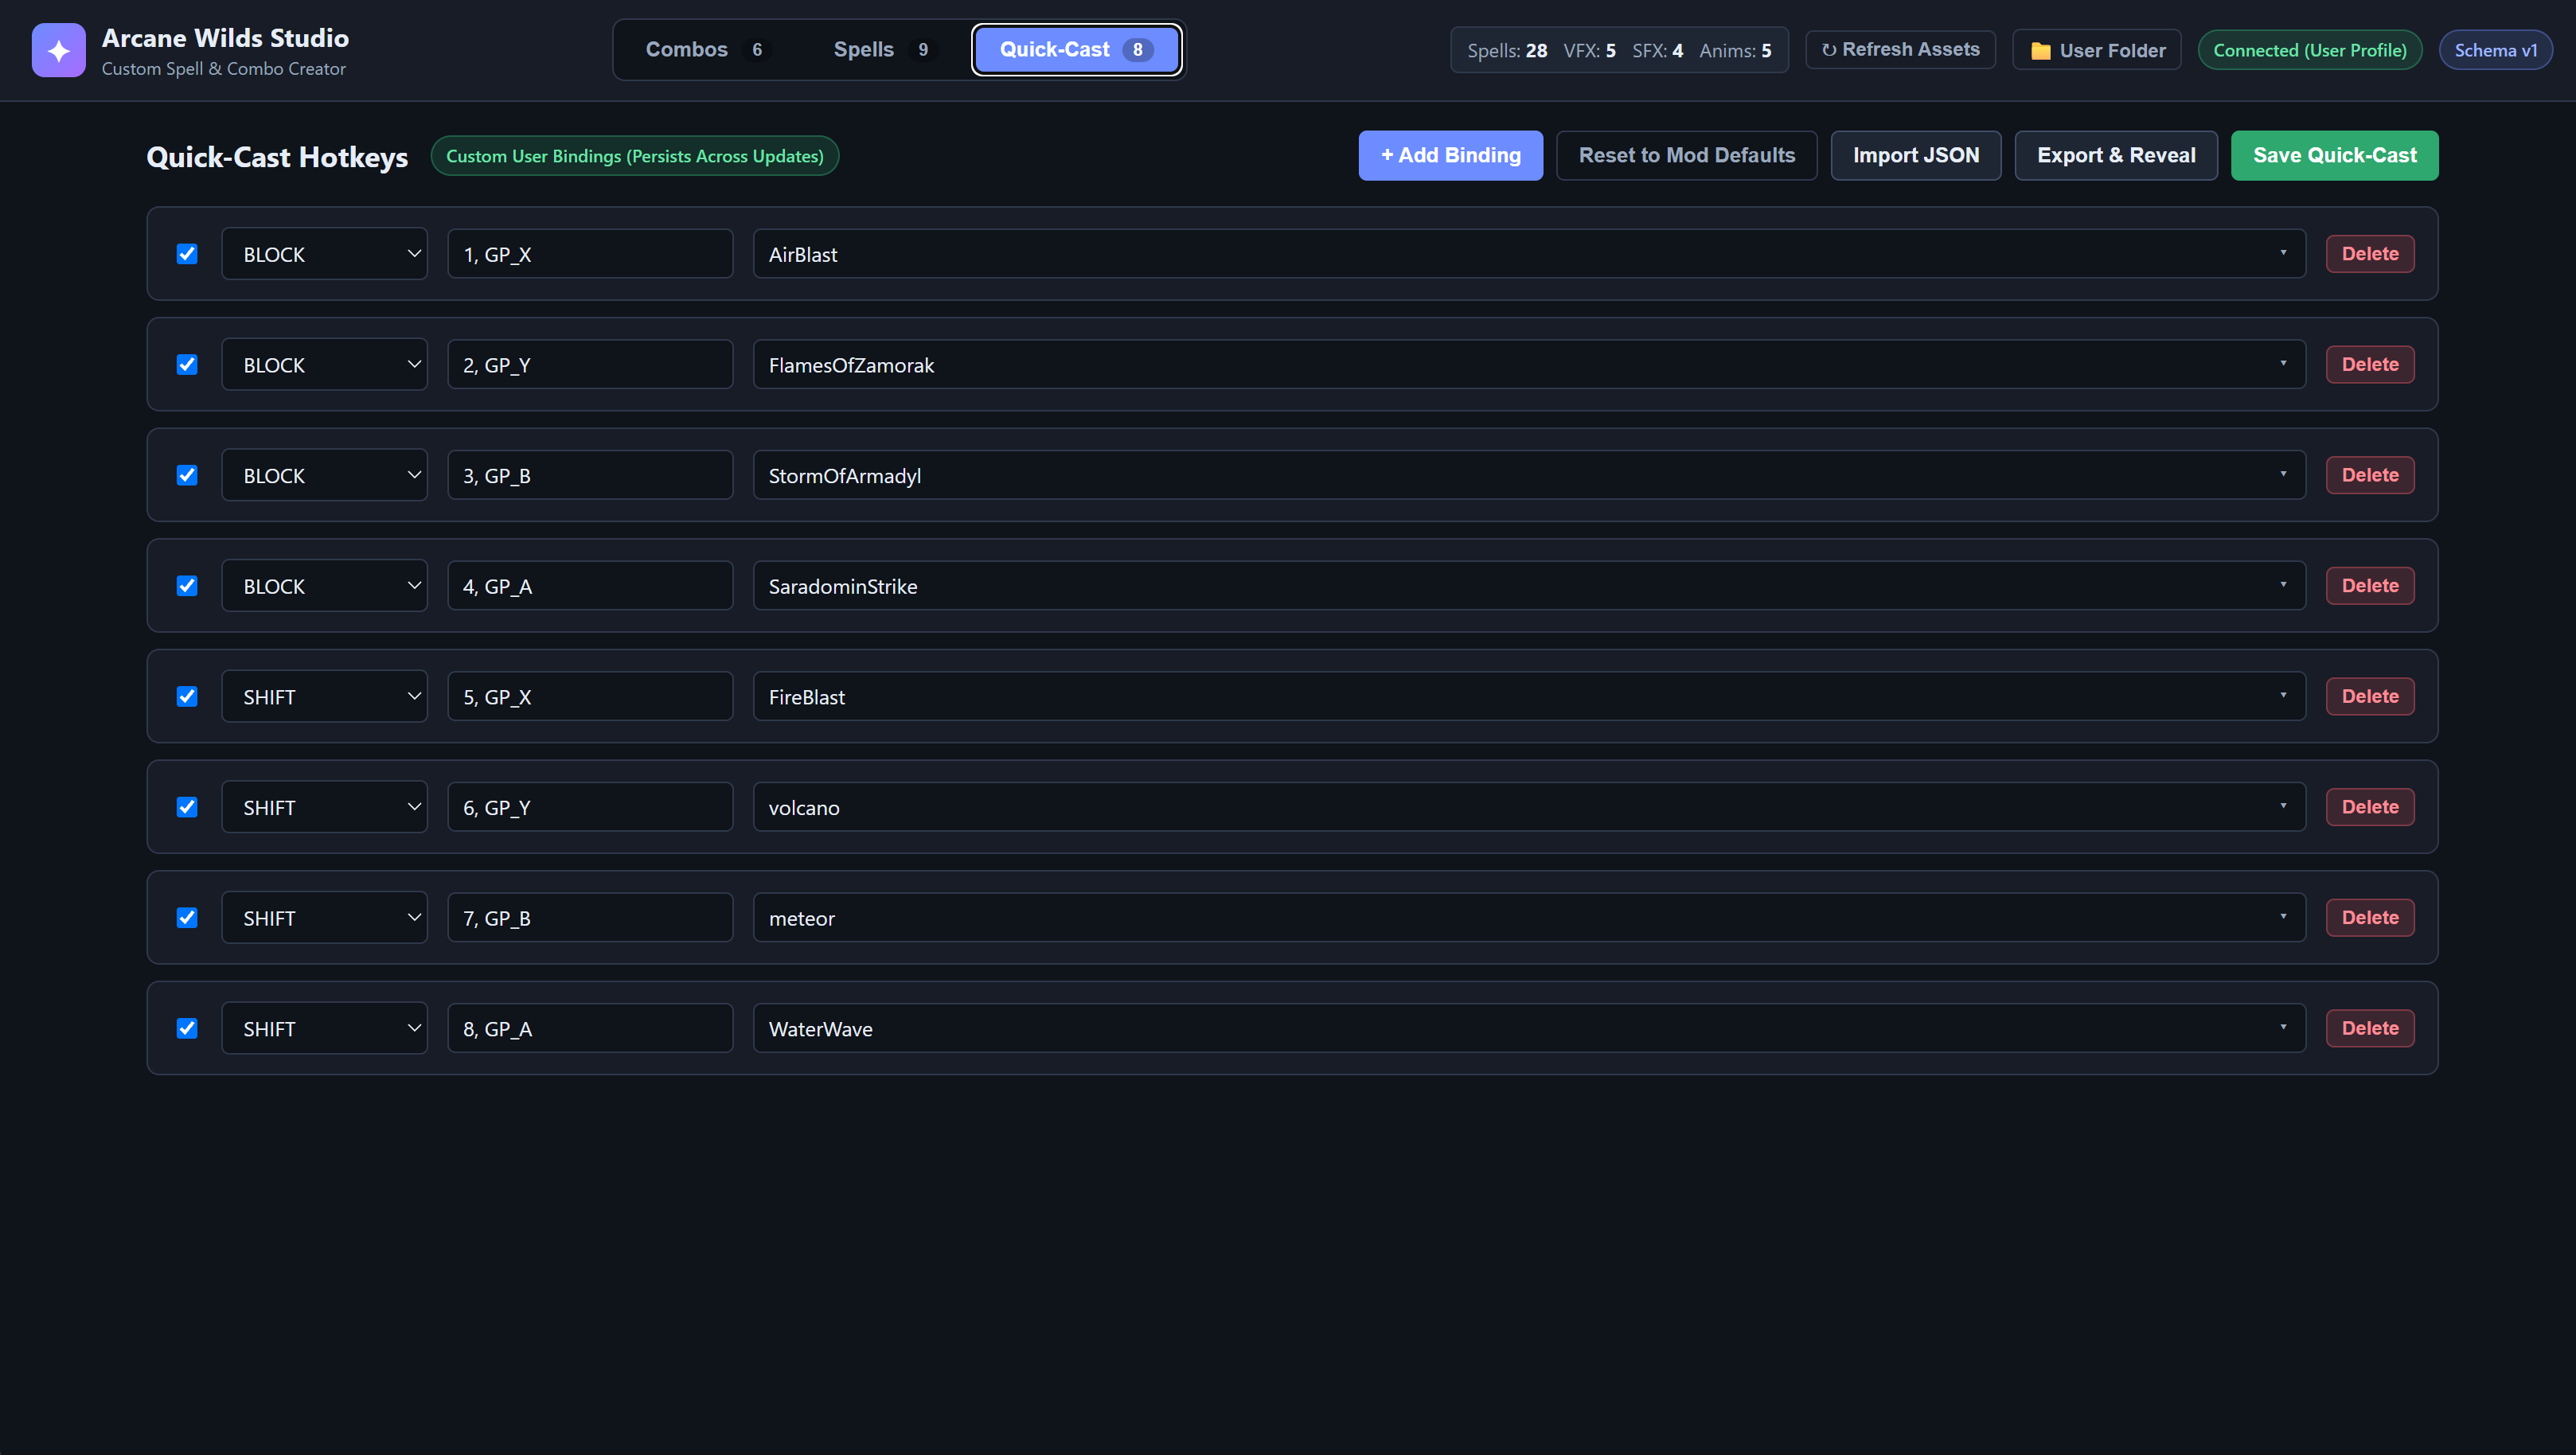 Arcane Wilds Studio
Custom Spell & Combo Creator
Combos 6 Spells 9 Quick-Cast 8
Spells: 28 VFX: 5 SFX: 4 Anims: 5
↻ Refresh Assets
User Folder
Connected (User Profile)
Schema v1
Quick-Cast Hotkeys
Custom User Bindings (Persists Across Updates)
+ Add Binding
Reset to Mod Defaults
Import JSON
Export & Reveal
Save Quick-Cast
BLOCK 1, GP_X AirBlast Delete
BLOCK 2, GP_Y FlamesOfZamorak Delete
BLOCK 3, GP_B StormOfArmadyl Delete
BLOCK 4, GP_A SaradominStrike Delete
SHIFT 5, GP_X FireBlast Delete
SHIFT 6, GP_Y volcano Delete
SHIFT 7, GP_B meteor Delete
SHIFT 8, GP_A WaterWave Delete